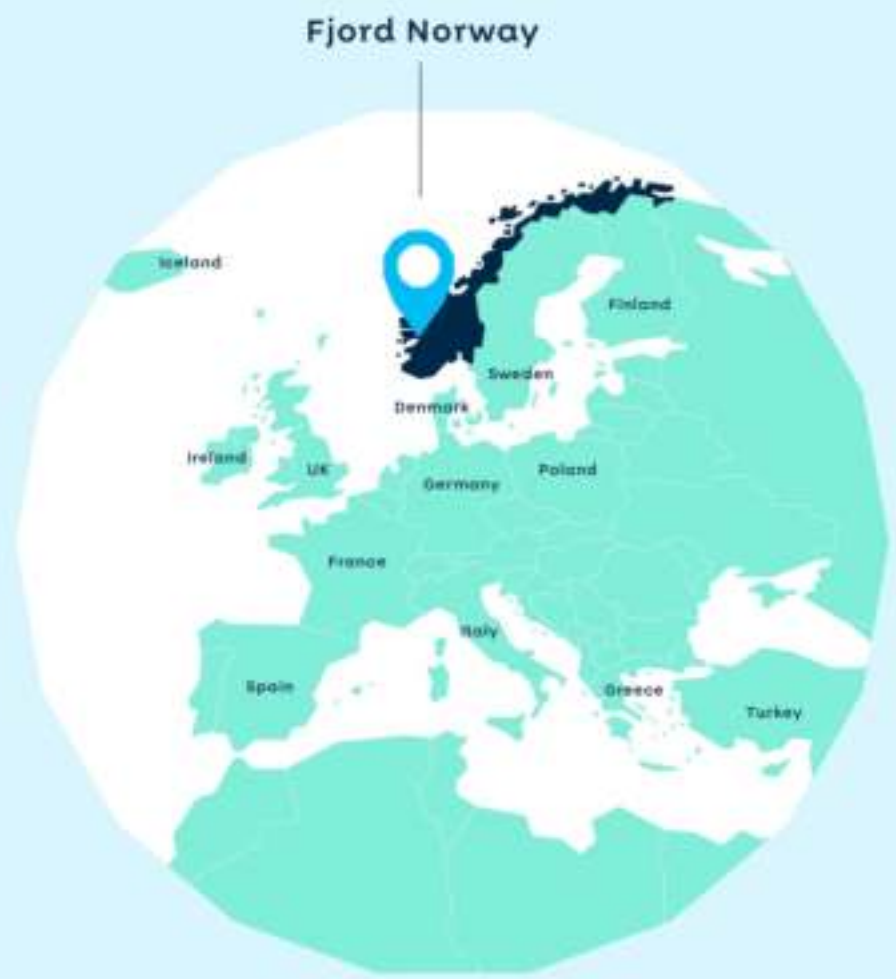 Fjord Norway
Iceland
Finland
Sweden
Denmark
Ireland
UK
Poland
Germany
France
Italy
Spain
Greece
Turkey